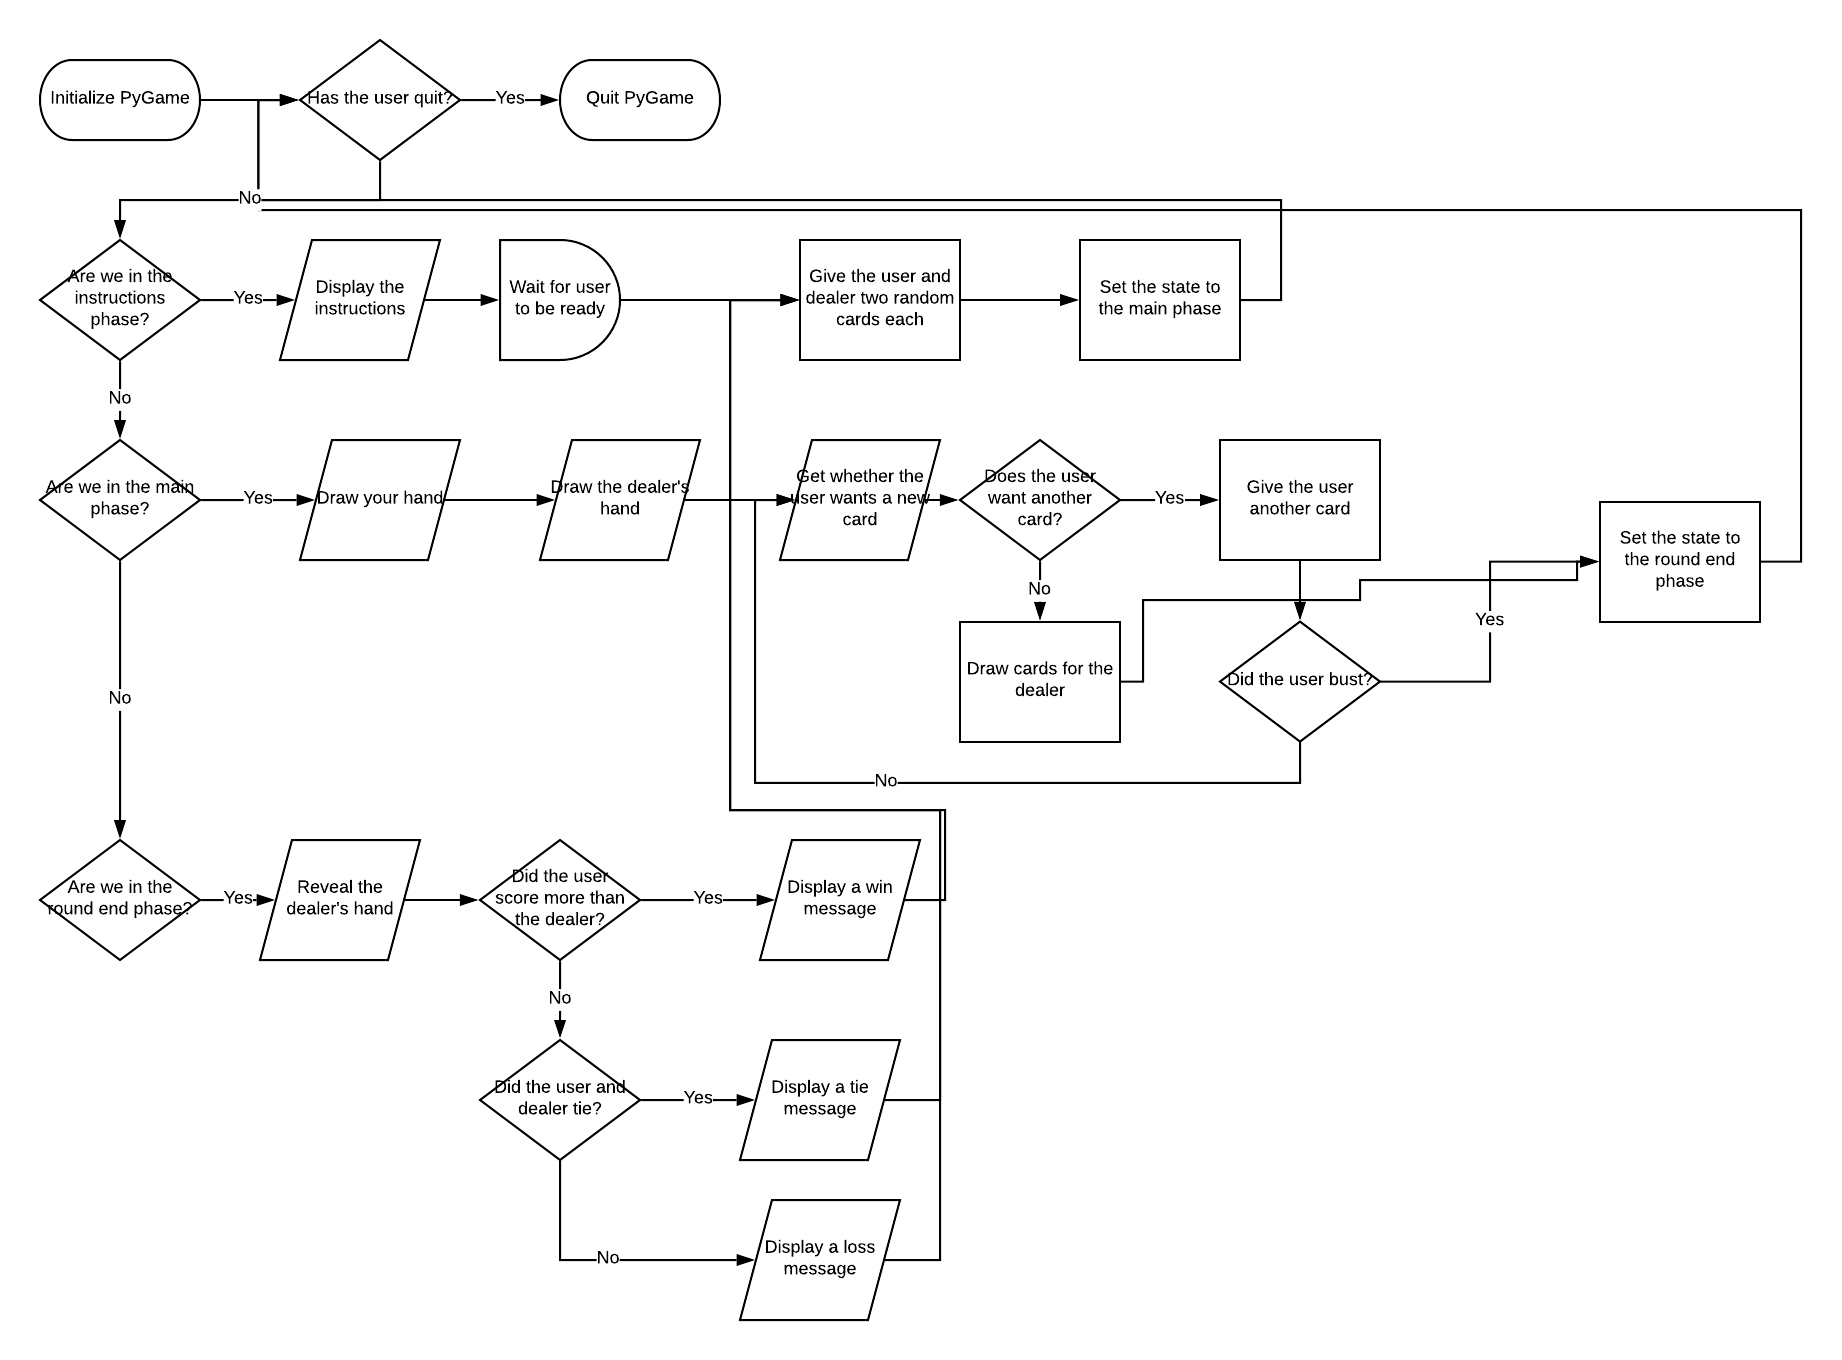 Initialize PyGame
Has the user quit?
Yes
Quit PyGame
No
Are we in the
instructions
phase?
Yes
Display the
instructions
Wait for user
to be ready
Give the user and
dealer two random
cards each
Set the state to
the main phase
No
Are we in the main
phase?
Yes
Draw your hand
Draw the dealer's
hand
Get whether the
user wants a new
card
Does the user
want another
card?
Yes
Give the user
another card
Set the state to
the round end
phase
No
Yes
Draw cards for the
dealer
Did the user bust?
No
No
Are we in the
round end phase?
Yes
Reveal the
dealer's hand
Did the user
score more than
the dealer?
Yes
Display a win
message
No
Did the user and
dealer tie?
Yes
Display a tie
message
No
Display a loss
message